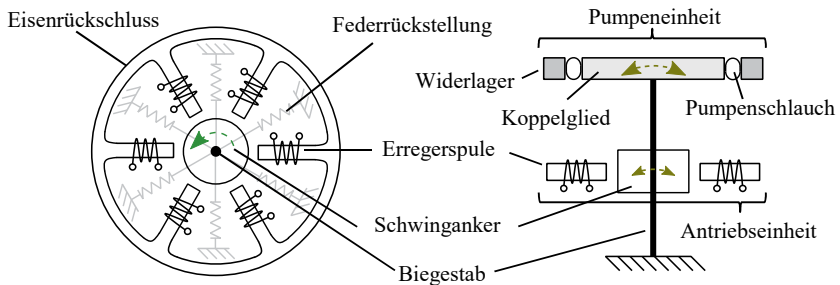 Eisenrückschluss
Federrückstellung
Erregerspule
Schwinganker
Biegestab
Pumpeneinheit
Widerlager
Koppelglied
Pumpenschlauch
Antriebseinheit